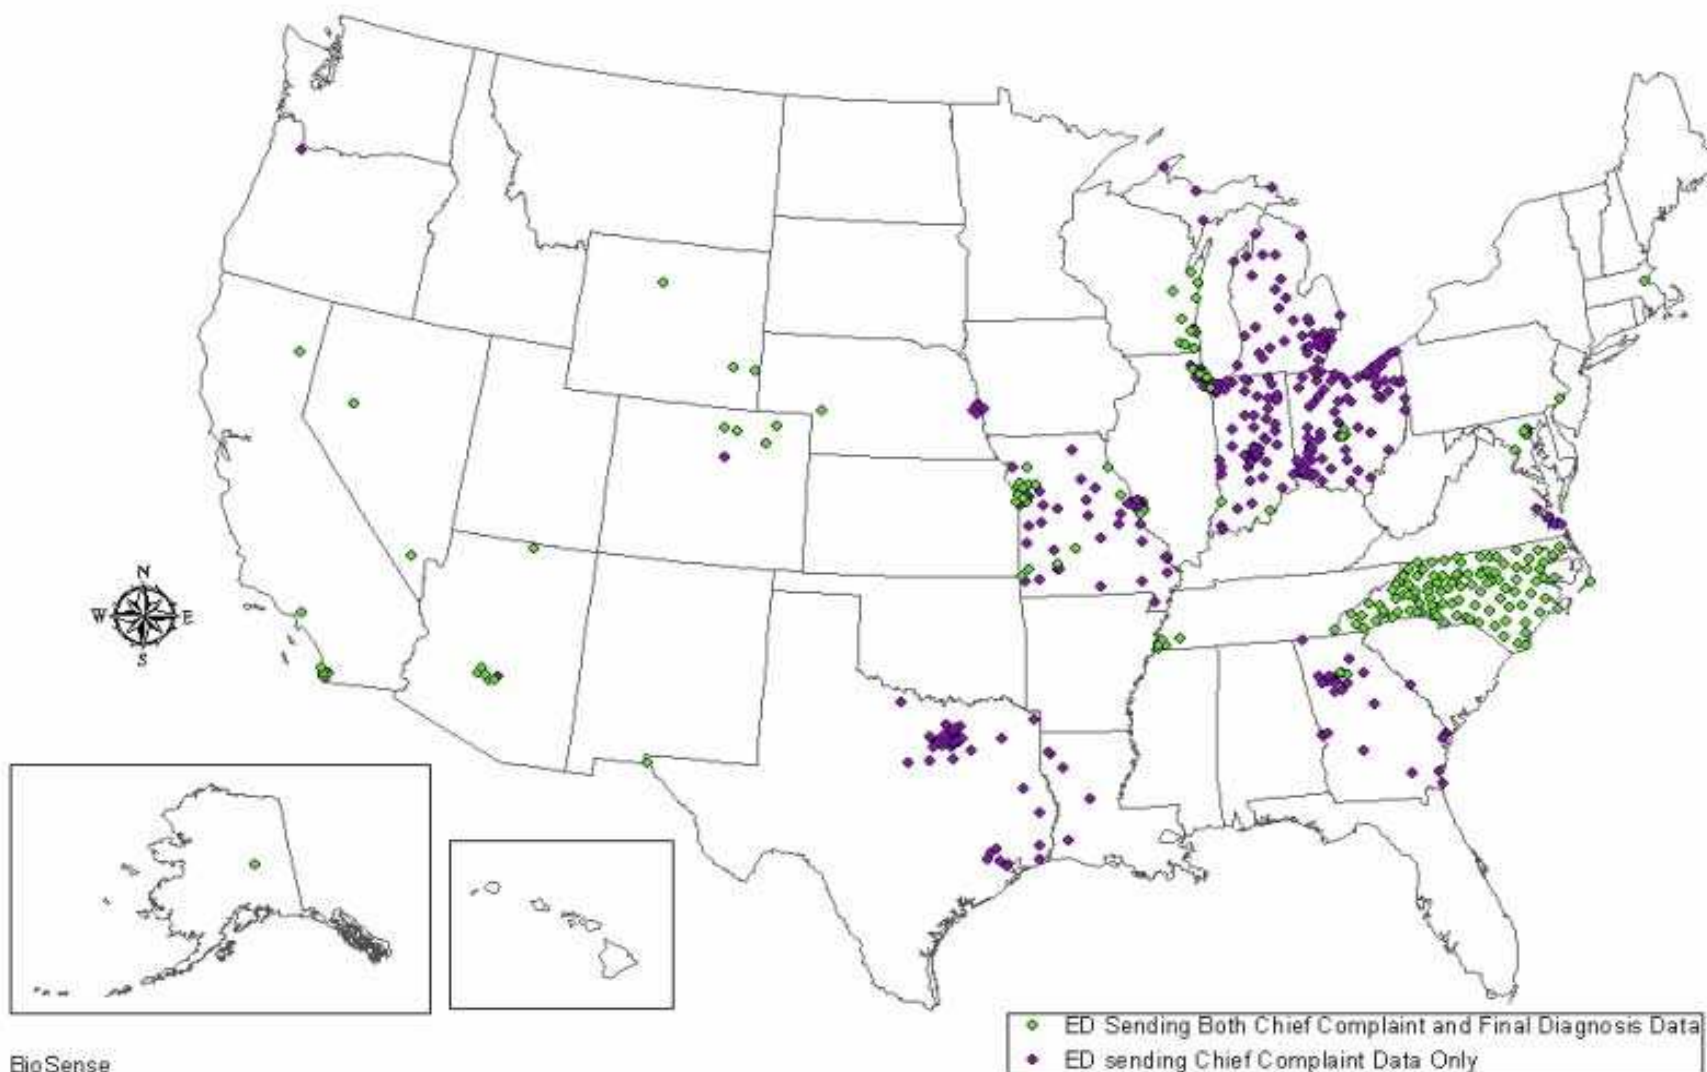 N
W E
S
ED Sending Both Chief Complaint and Final Diagnosis Data
ED sending Chief Complaint Data Only
BioSense